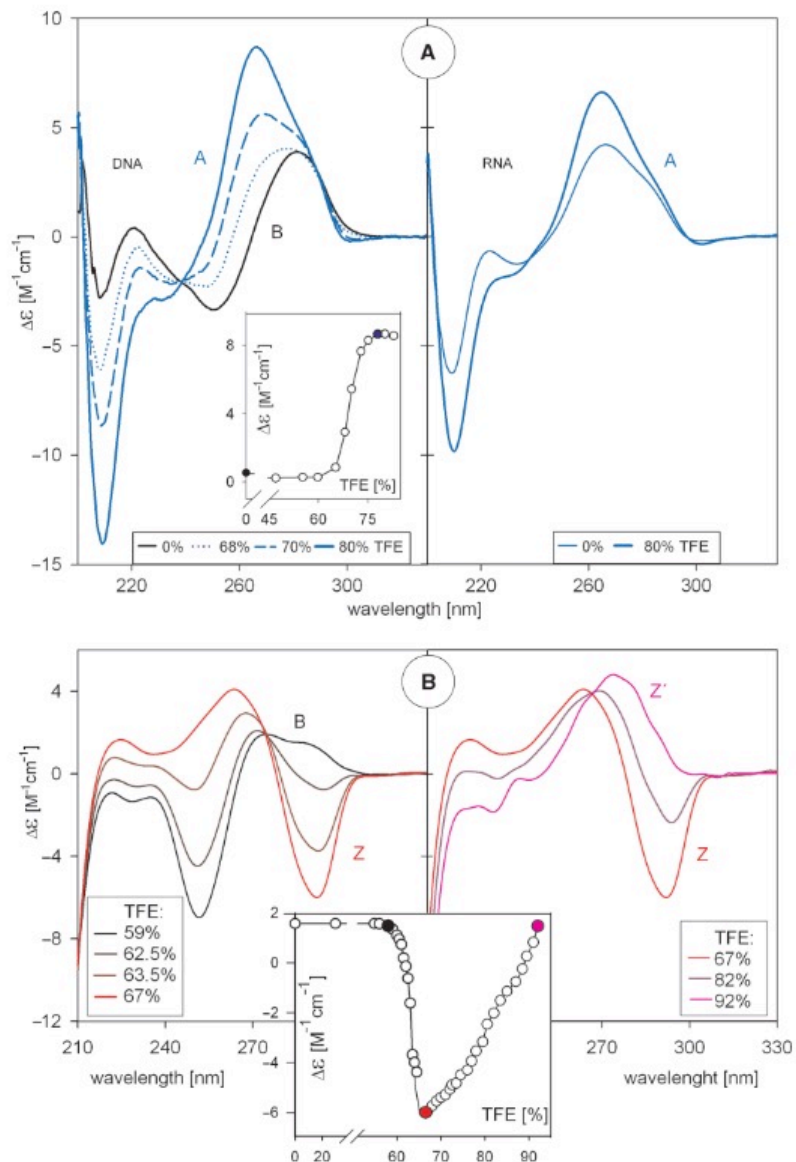 A
10
5
0
−5
−10
−15
Δε [M⁻¹cm⁻¹]
DNA
A
B
RNA
A
8
4
0
Δε [M⁻¹cm⁻¹]
TFE [%]
0 45 60 75
0% 68% 70% 80% TFE
0% 80% TFE
220 260 300 220 260 300
wavelength [nm]
B
4
0
−4
−8
−12
Δε [M⁻¹cm⁻¹]
B
Z
Z'
Z
TFE:
59%
62.5%
63.5%
67%
TFE:
67%
82%
92%
2
0
−2
−4
−6
Δε [M⁻¹cm⁻¹]
TFE [%]
0 20 60 70 80 90
210 240 270 270 300 330
wavelength [nm]
wavelenght [nm]